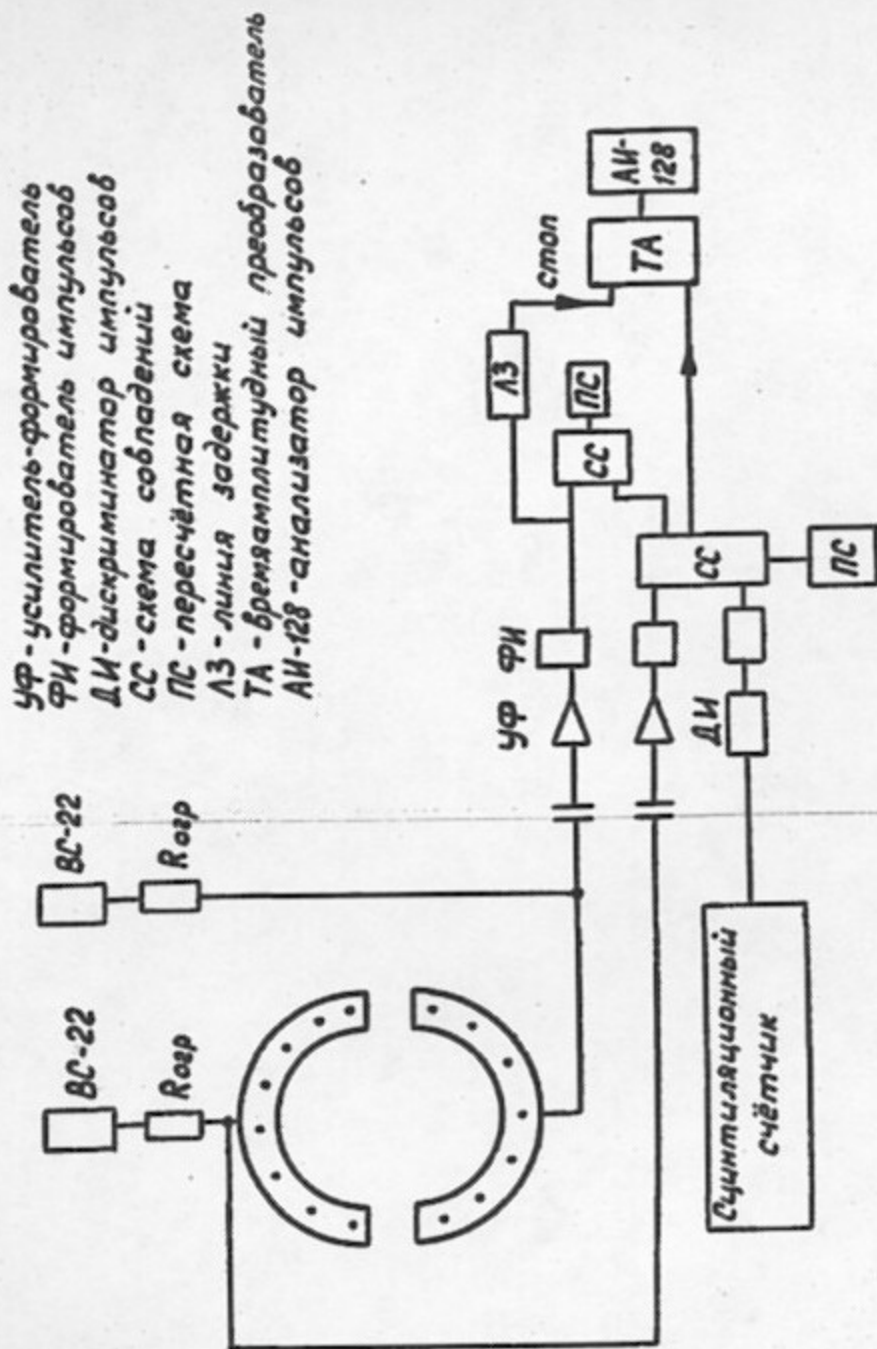 УФ - усилитель-формирователь
ФИ - формирователь импульсов
ДИ - дискриминатор импульсов
СС - схема совпадений
ПС - пересчётная схема
ЛЗ - линия задержки
ТА - времяамплитудный преобразователь
АИ-128 - анализатор импульсов
ВС-22
ВС-22
Rогр
Rогр
УФ
ФИ
ЛЗ
стоп
СС
ПС
ТА
АИ-
128
ДИ
СС
ПС
Сцинтиляционный
счётчик